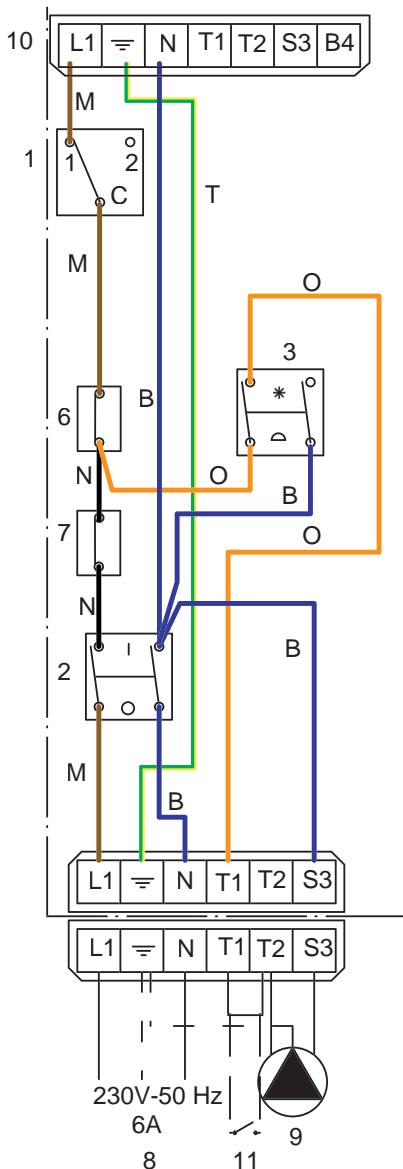 10 L1 ⏚ N T1 T2 S3 B4
M
1 1 2
C
T
M
O
3
B
6
N O
B
7 O
N
I
2
B
M
B
L1 ⏚ N T1 T2 S3
L1 ⏚ N T1 T2 S3
230V-50 Hz
6A
9
8 11